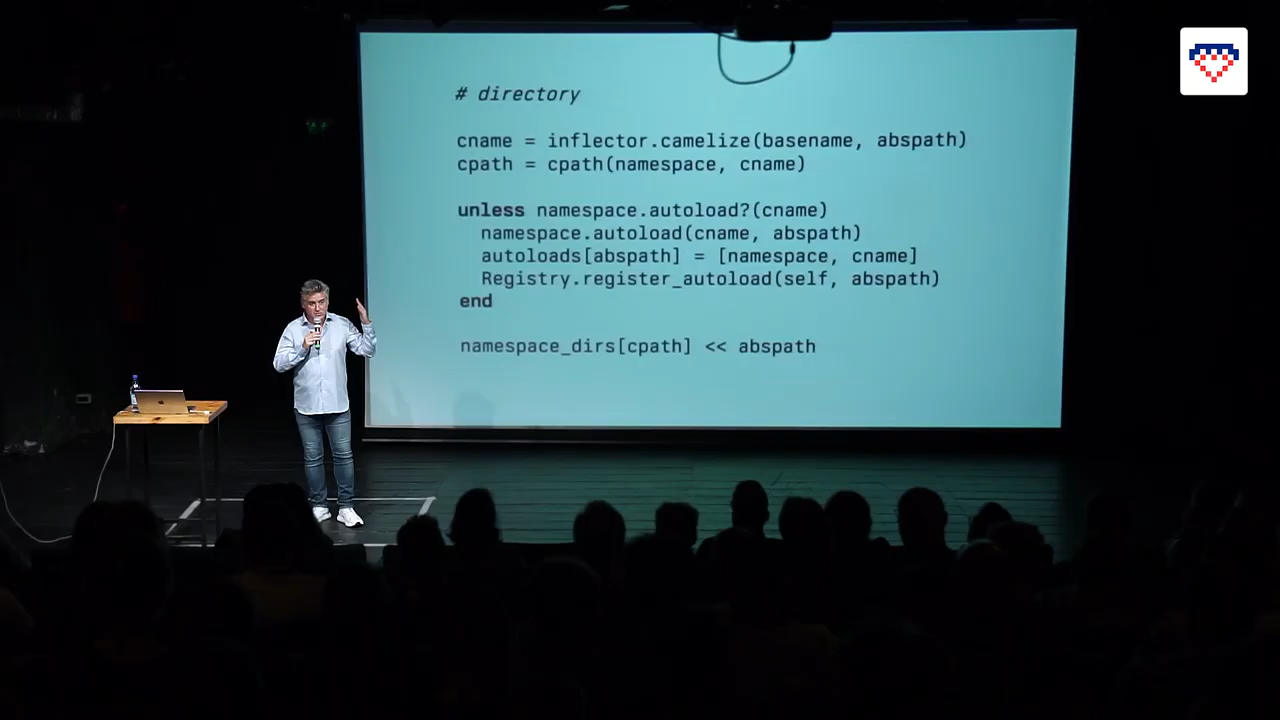 # directory
cname = inflector.camelize(basename, abspath)
cpath = cpath(namespace, cname)
unless namespace.autoload?(cname)
namespace.autoload(cname, abspath)
autoloads[abspath] = [namespace, cname]
Registry.register_autoload(self, abspath)
end
namespace_dirs[cpath] << abspath